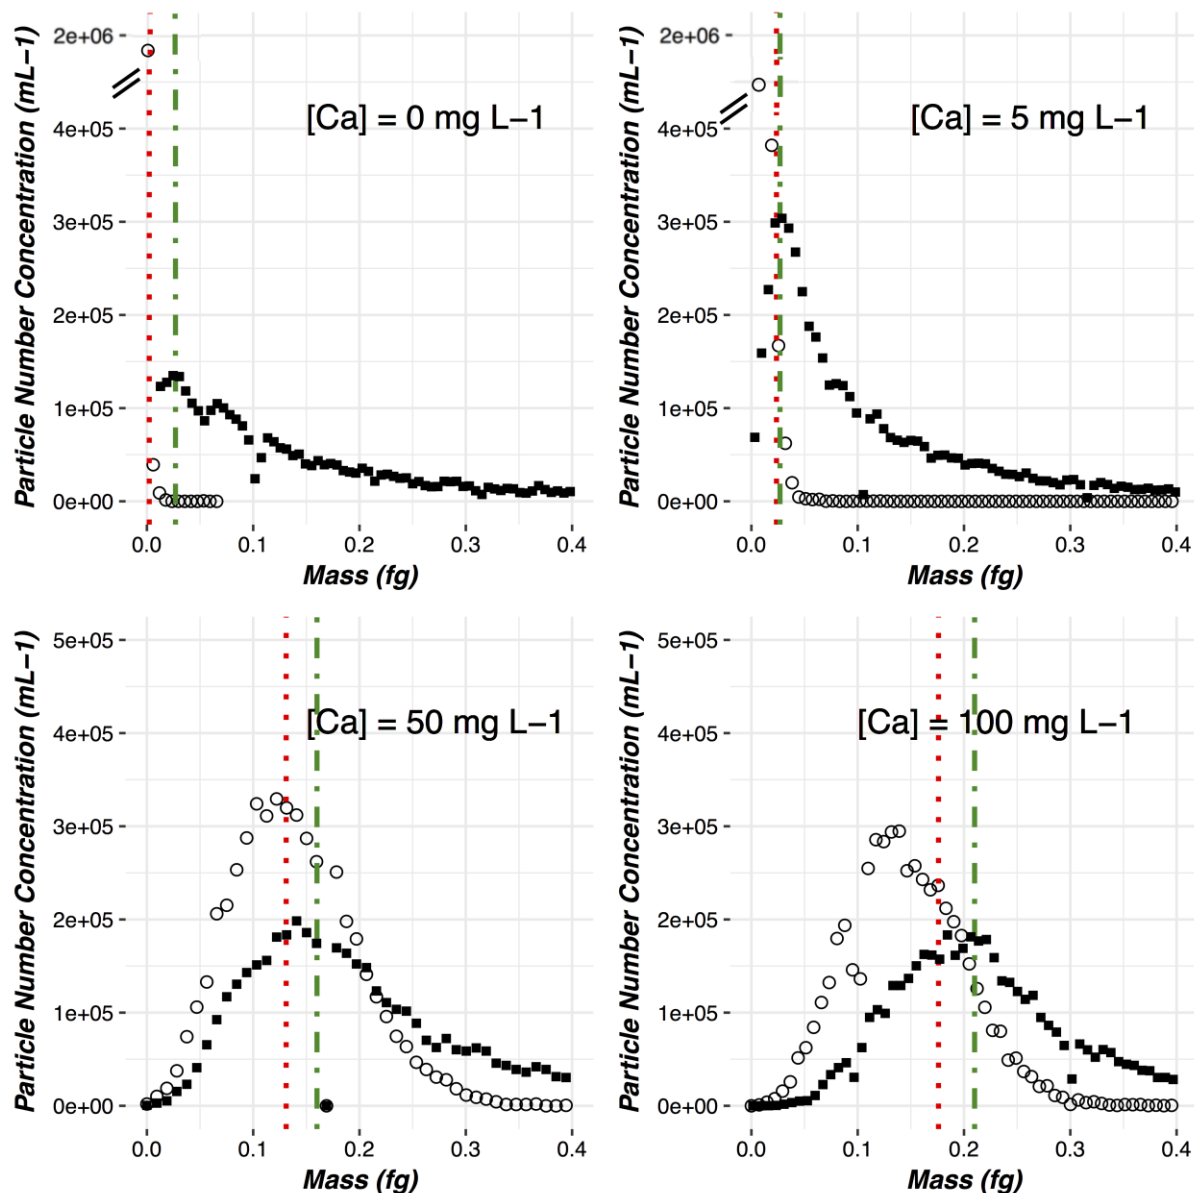 Particle Number Concentration (mL−1)
2e+06
4e+05
3e+05
2e+05
1e+05
0e+00
[Ca] = 0 mg L−1
0.0 0.1 0.2 0.3 0.4
Mass (fg)
Particle Number Concentration (mL−1)
2e+06
4e+05
3e+05
2e+05
1e+05
0e+00
[Ca] = 5 mg L−1
0.0 0.1 0.2 0.3 0.4
Mass (fg)
Particle Number Concentration (mL−1)
5e+05
4e+05
3e+05
2e+05
1e+05
0e+00
[Ca] = 50 mg L−1
0.0 0.1 0.2 0.3 0.4
Mass (fg)
Particle Number Concentration (mL−1)
5e+05
4e+05
3e+05
2e+05
1e+05
0e+00
[Ca] = 100 mg L−1
0.0 0.1 0.2 0.3 0.4
Mass (fg)